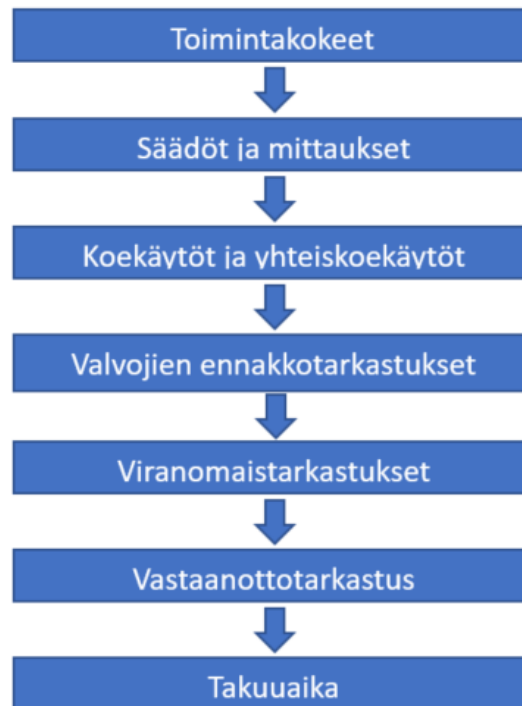 Toimintakokeet
Säädöt ja mittaukset
Koekäytöt ja yhteiskoekäytöt
Valvojien ennakkotarkastukset
Viranomaistarkastukset
Vastaanottotarkastus
Takuuaika